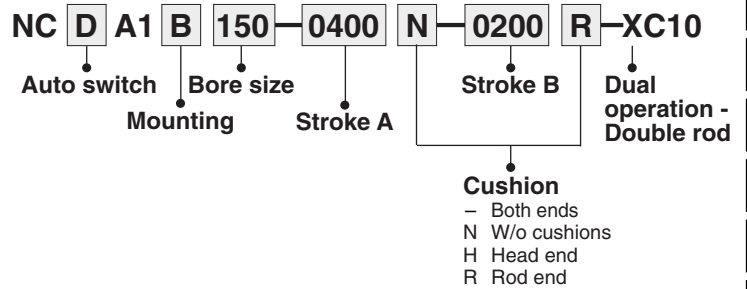 NC D A1 B 150-0400 N-0200 R-XC10
Auto switch
Bore size
Stroke B
Dual
operation -
Double rod
Mounting
Stroke A
Cushion
– Both ends
N W/o cushions
H Head end
R Rod end